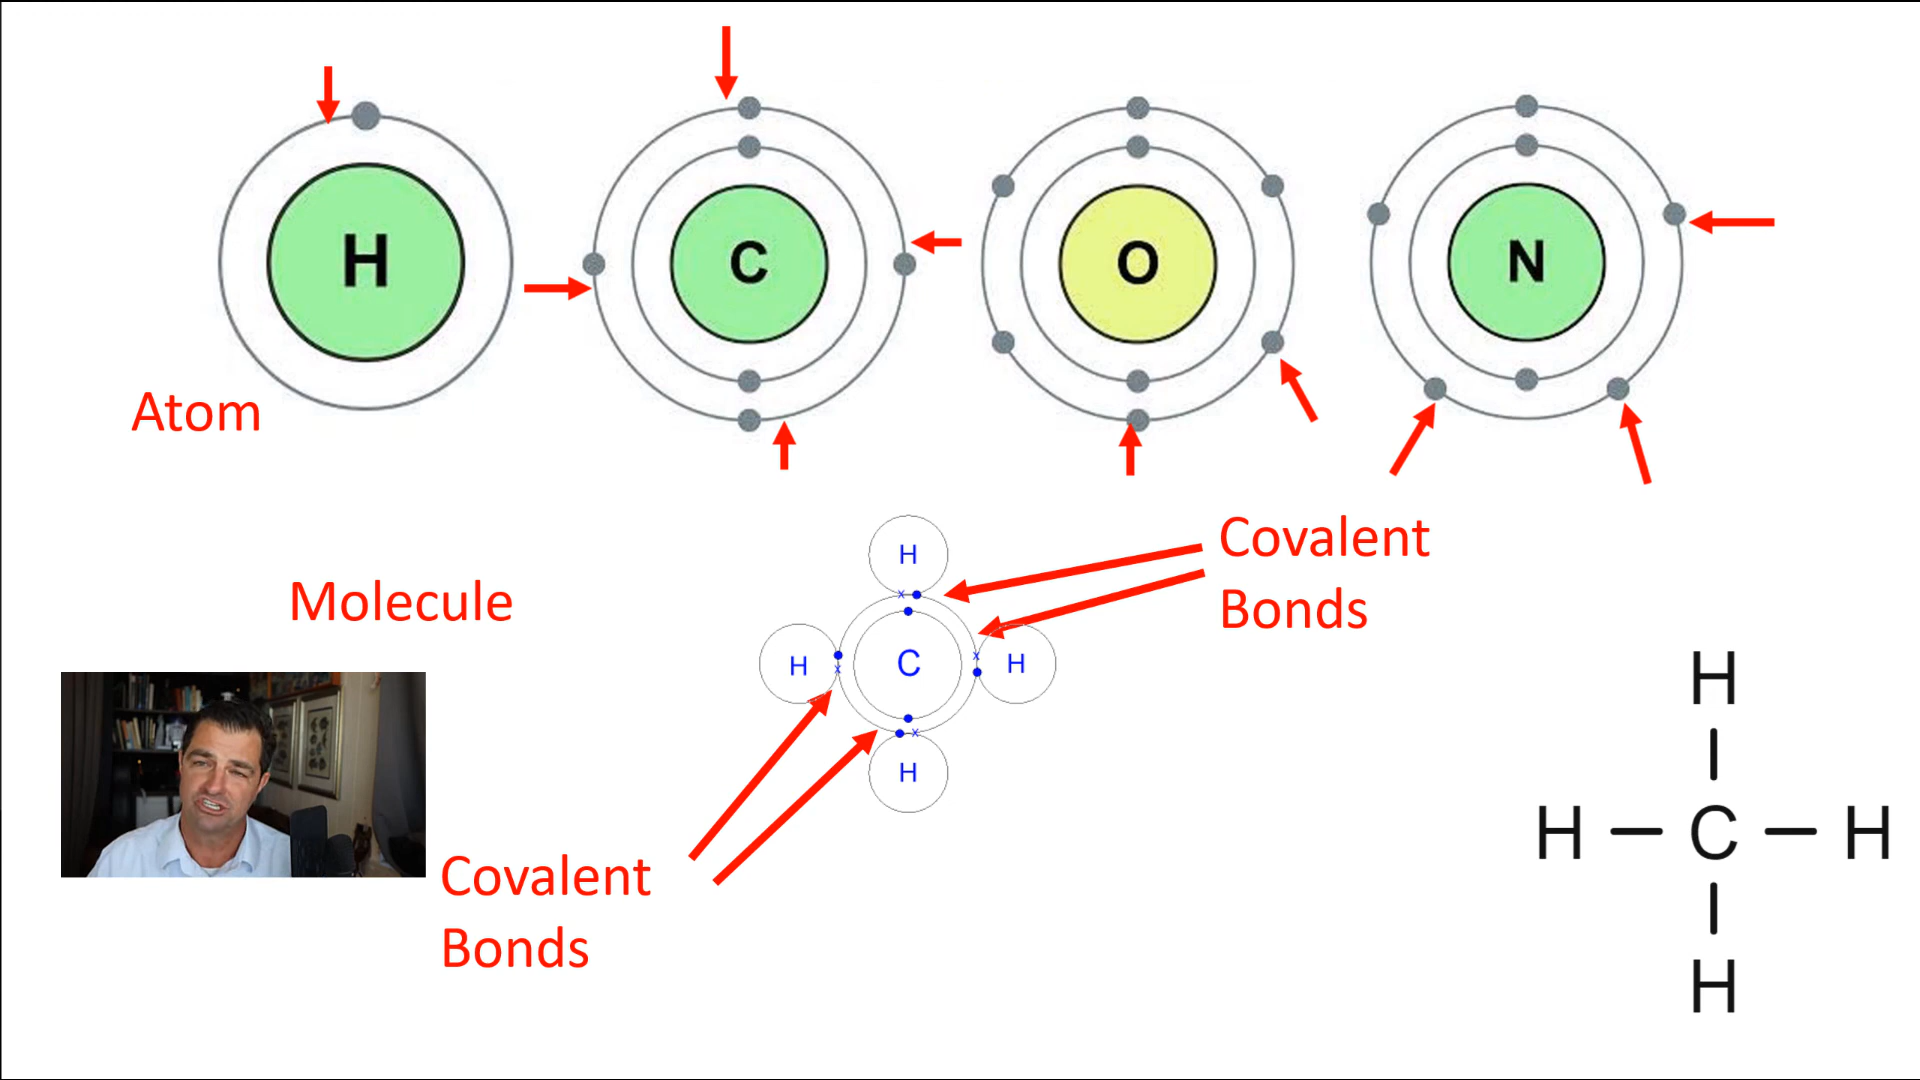 H
C
O
N
Atom
Covalent
Bonds
Molecule
H
H
C
H
H
Covalent
Bonds
H
H — C — H
H